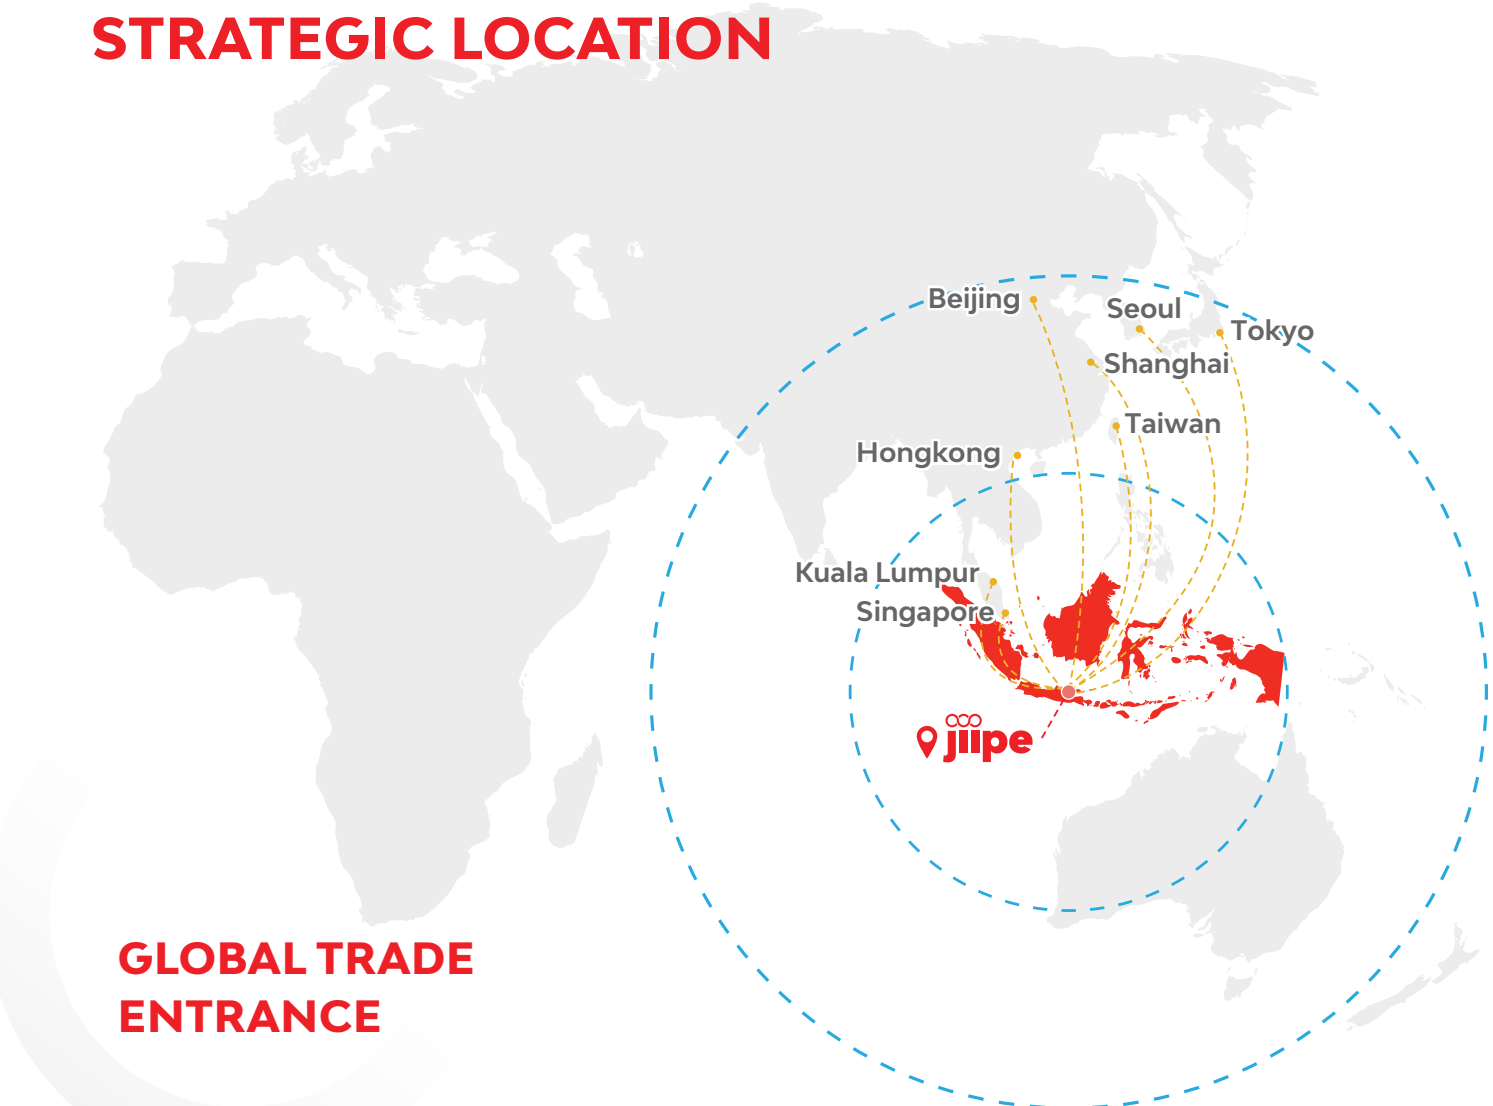 STRATEGIC LOCATION
Beijing
Seoul
Tokyo
Shanghai
Taiwan
Hongkong
Kuala Lumpur
Singapore
jiipe
GLOBAL TRADE
ENTRANCE